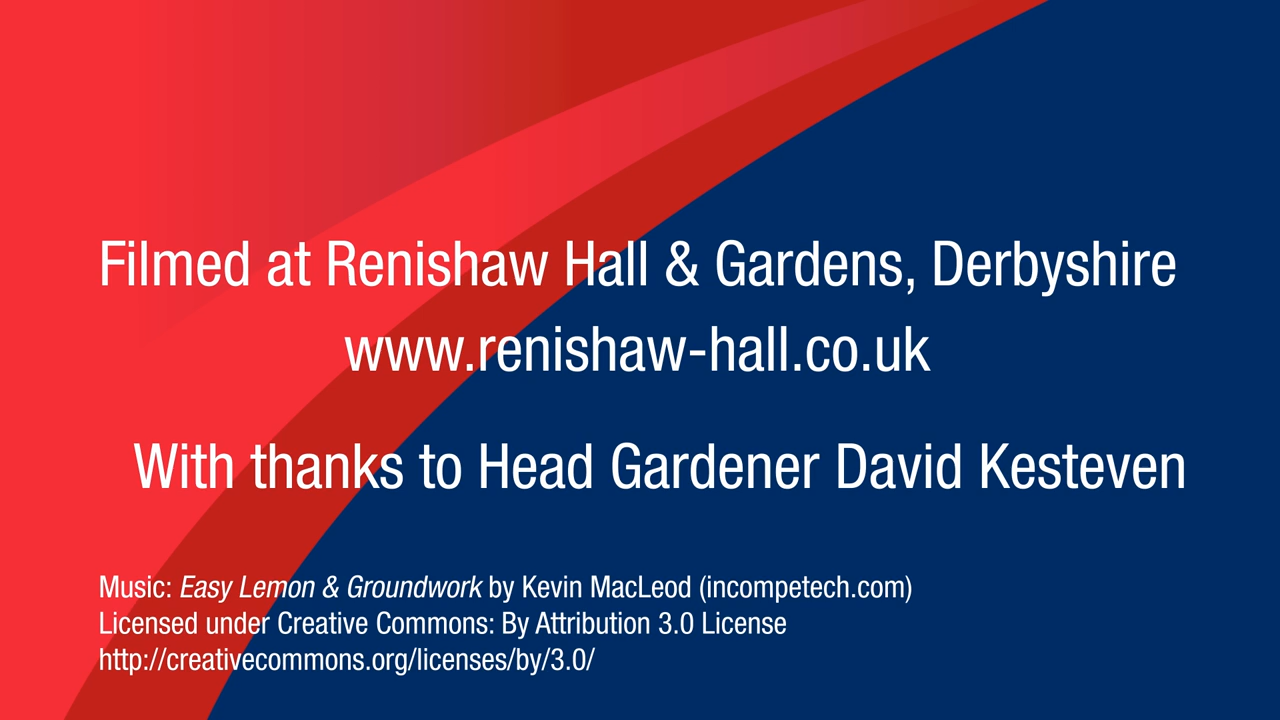 Filmed at Renishaw Hall & Gardens, Derbyshire
www.renishaw-hall.co.uk
With thanks to Head Gardener David Kesteven
Music: Easy Lemon & Groundwork by Kevin MacLeod (incompetech.com)
Licensed under Creative Commons: By Attribution 3.0 License
http://creativecommons.org/licenses/by/3.0/